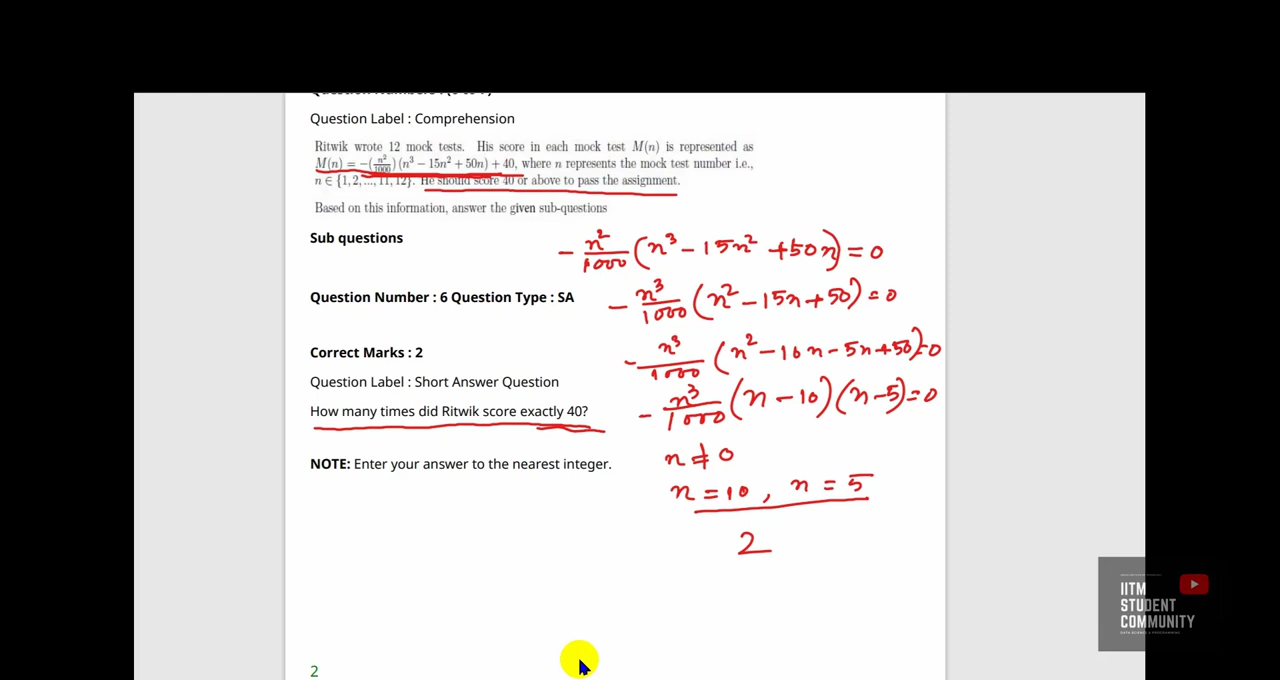 Question Label : Comprehension
Ritwik wrote 12 mock tests. His score in each mock test M(n) is represented as
M(n) = −(n²/1000)(n³ − 15n² + 50n) + 40, where n represents the mock test number i.e.,
n ∈ {1, 2, ..., 11, 12}. He should score 40 or above to pass the assignment.
Based on this information, answer the given sub-questions
Sub questions
− n²/1000 (n³ − 15n² + 50n) = 0
Question Number : 6 Question Type : SA
− n³/1000 (n² − 15n + 50) = 0
Correct Marks : 2
− n³/1000 (n² − 10n − 5n + 50) = 0
Question Label : Short Answer Question
− n³/1000 (n − 10)(n − 5) = 0
How many times did Ritwik score exactly 40?
n ≠ 0
NOTE: Enter your answer to the nearest integer.
n = 10, n = 5
2
IITM
STUDENT
COMMUNITY
2